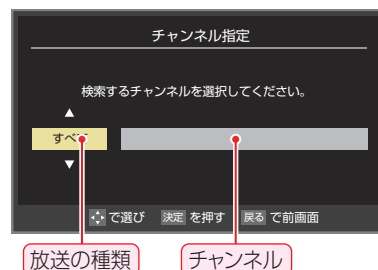 チャンネル指定
検索するチャンネルを選択してください。
▲
すべて
▼
で選び 決定 を押す 戻る で前画面
放送の種類 チャンネル